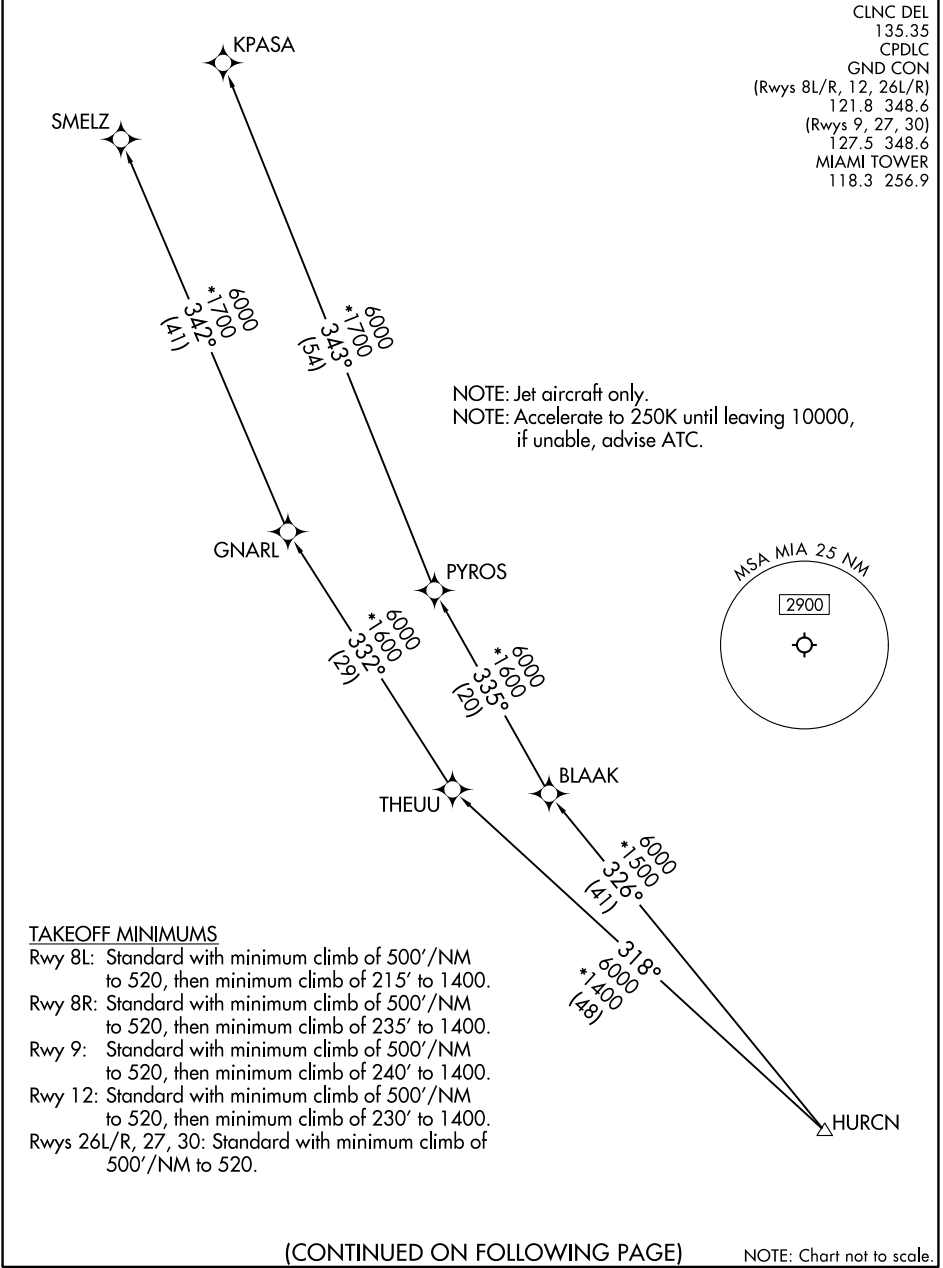 CLNC DEL
135.35
CPDLC
GND CON
(Rwys 8L/R, 12, 26L/R)
121.8 348.6
(Rwys 9, 27, 30)
127.5 348.6
MIAMI TOWER
118.3 256.9
KPASA
SMELZ
6000
*1700
342°
(41)
6000
*1700
343°
(54)
NOTE: Jet aircraft only.
NOTE: Accelerate to 250K until leaving 10000,
if unable, advise ATC.
GNARL
PYROS
MSA MIA 25 NM
2900
6000
*1600
332°
(29)
6000
*1600
335°
(20)
THEUU
BLAAK
6000
*1500
326°
(41)
318°
6000
*1400
(48)
HURCN
TAKEOFF MINIMUMS
Rwy 8L: Standard with minimum climb of 500'/NM
to 520, then minimum climb of 215' to 1400.
Rwy 8R: Standard with minimum climb of 500'/NM
to 520, then minimum climb of 235' to 1400.
Rwy 9: Standard with minimum climb of 500'/NM
to 520, then minimum climb of 240' to 1400.
Rwy 12: Standard with minimum climb of 500'/NM
to 520, then minimum climb of 230' to 1400.
Rwys 26L/R, 27, 30: Standard with minimum climb of
500'/NM to 520.
(CONTINUED ON FOLLOWING PAGE)
NOTE: Chart not to scale.